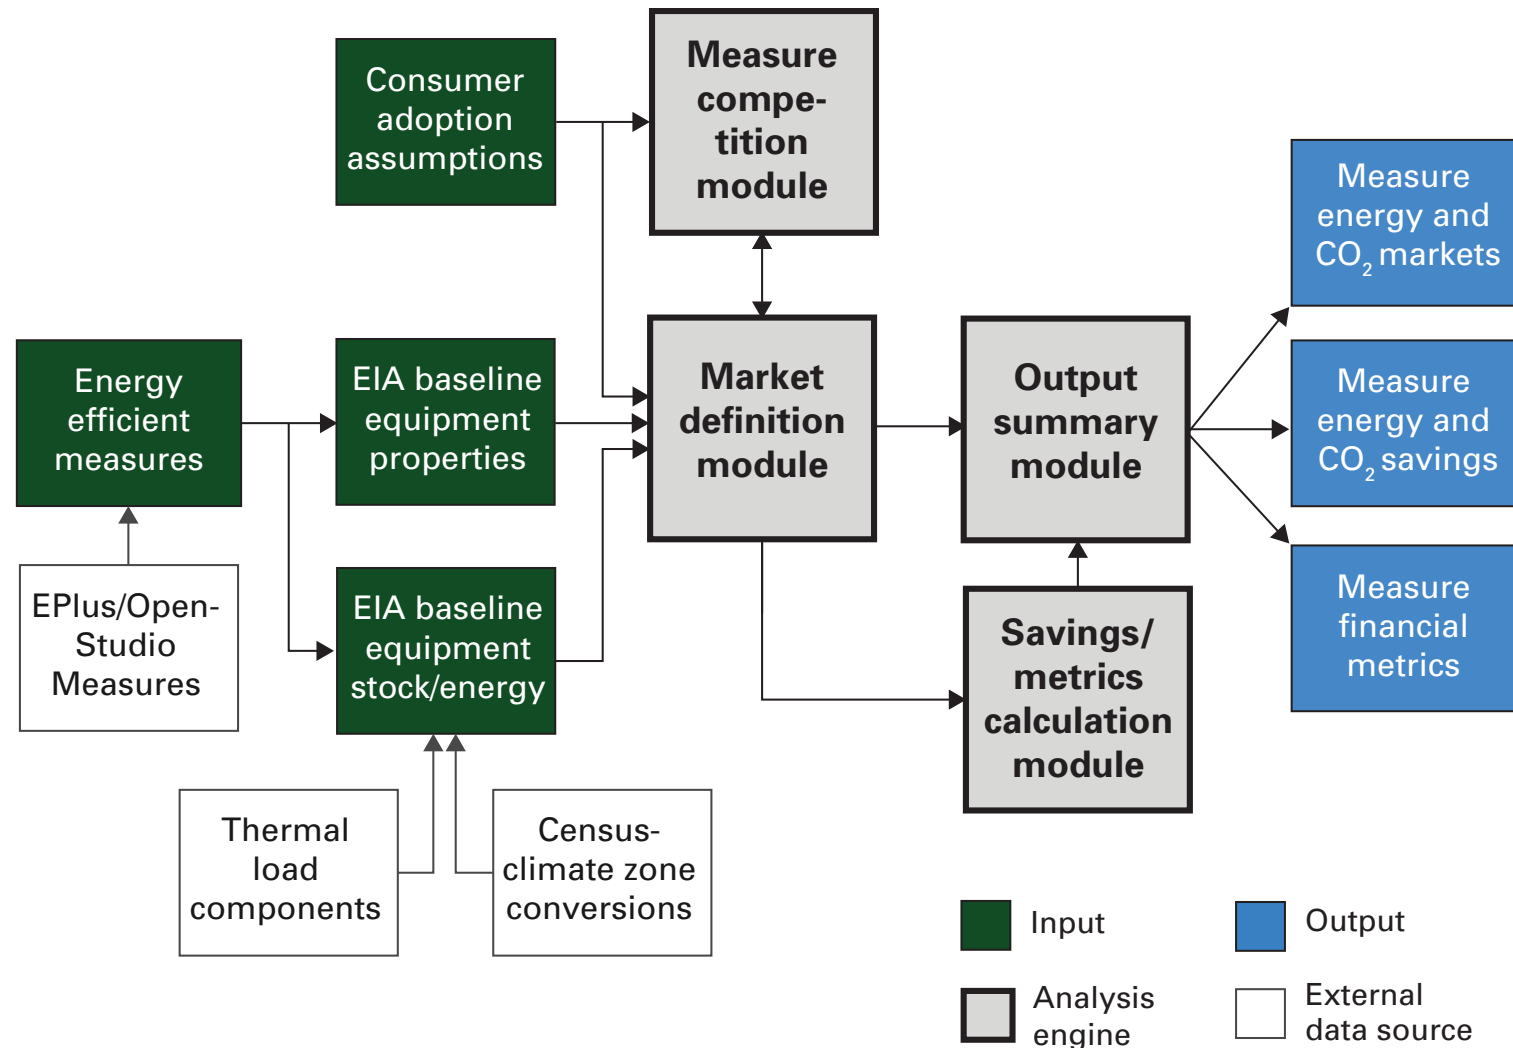 Consumer
adoption
assumptions
Measure
compe-
tition
module
Measure
energy and
CO₂ markets
Energy
efficient
measures
EIA baseline
equipment
properties
Market
definition
module
Output
summary
module
Measure
energy and
CO₂ savings
EPlus/Open-
Studio
Measures
EIA baseline
equipment
stock/energy
Savings/
metrics
calculation
module
Measure
financial
metrics
Thermal
load
components
Census-
climate zone
conversions
Input
Output
Analysis
engine
External
data source